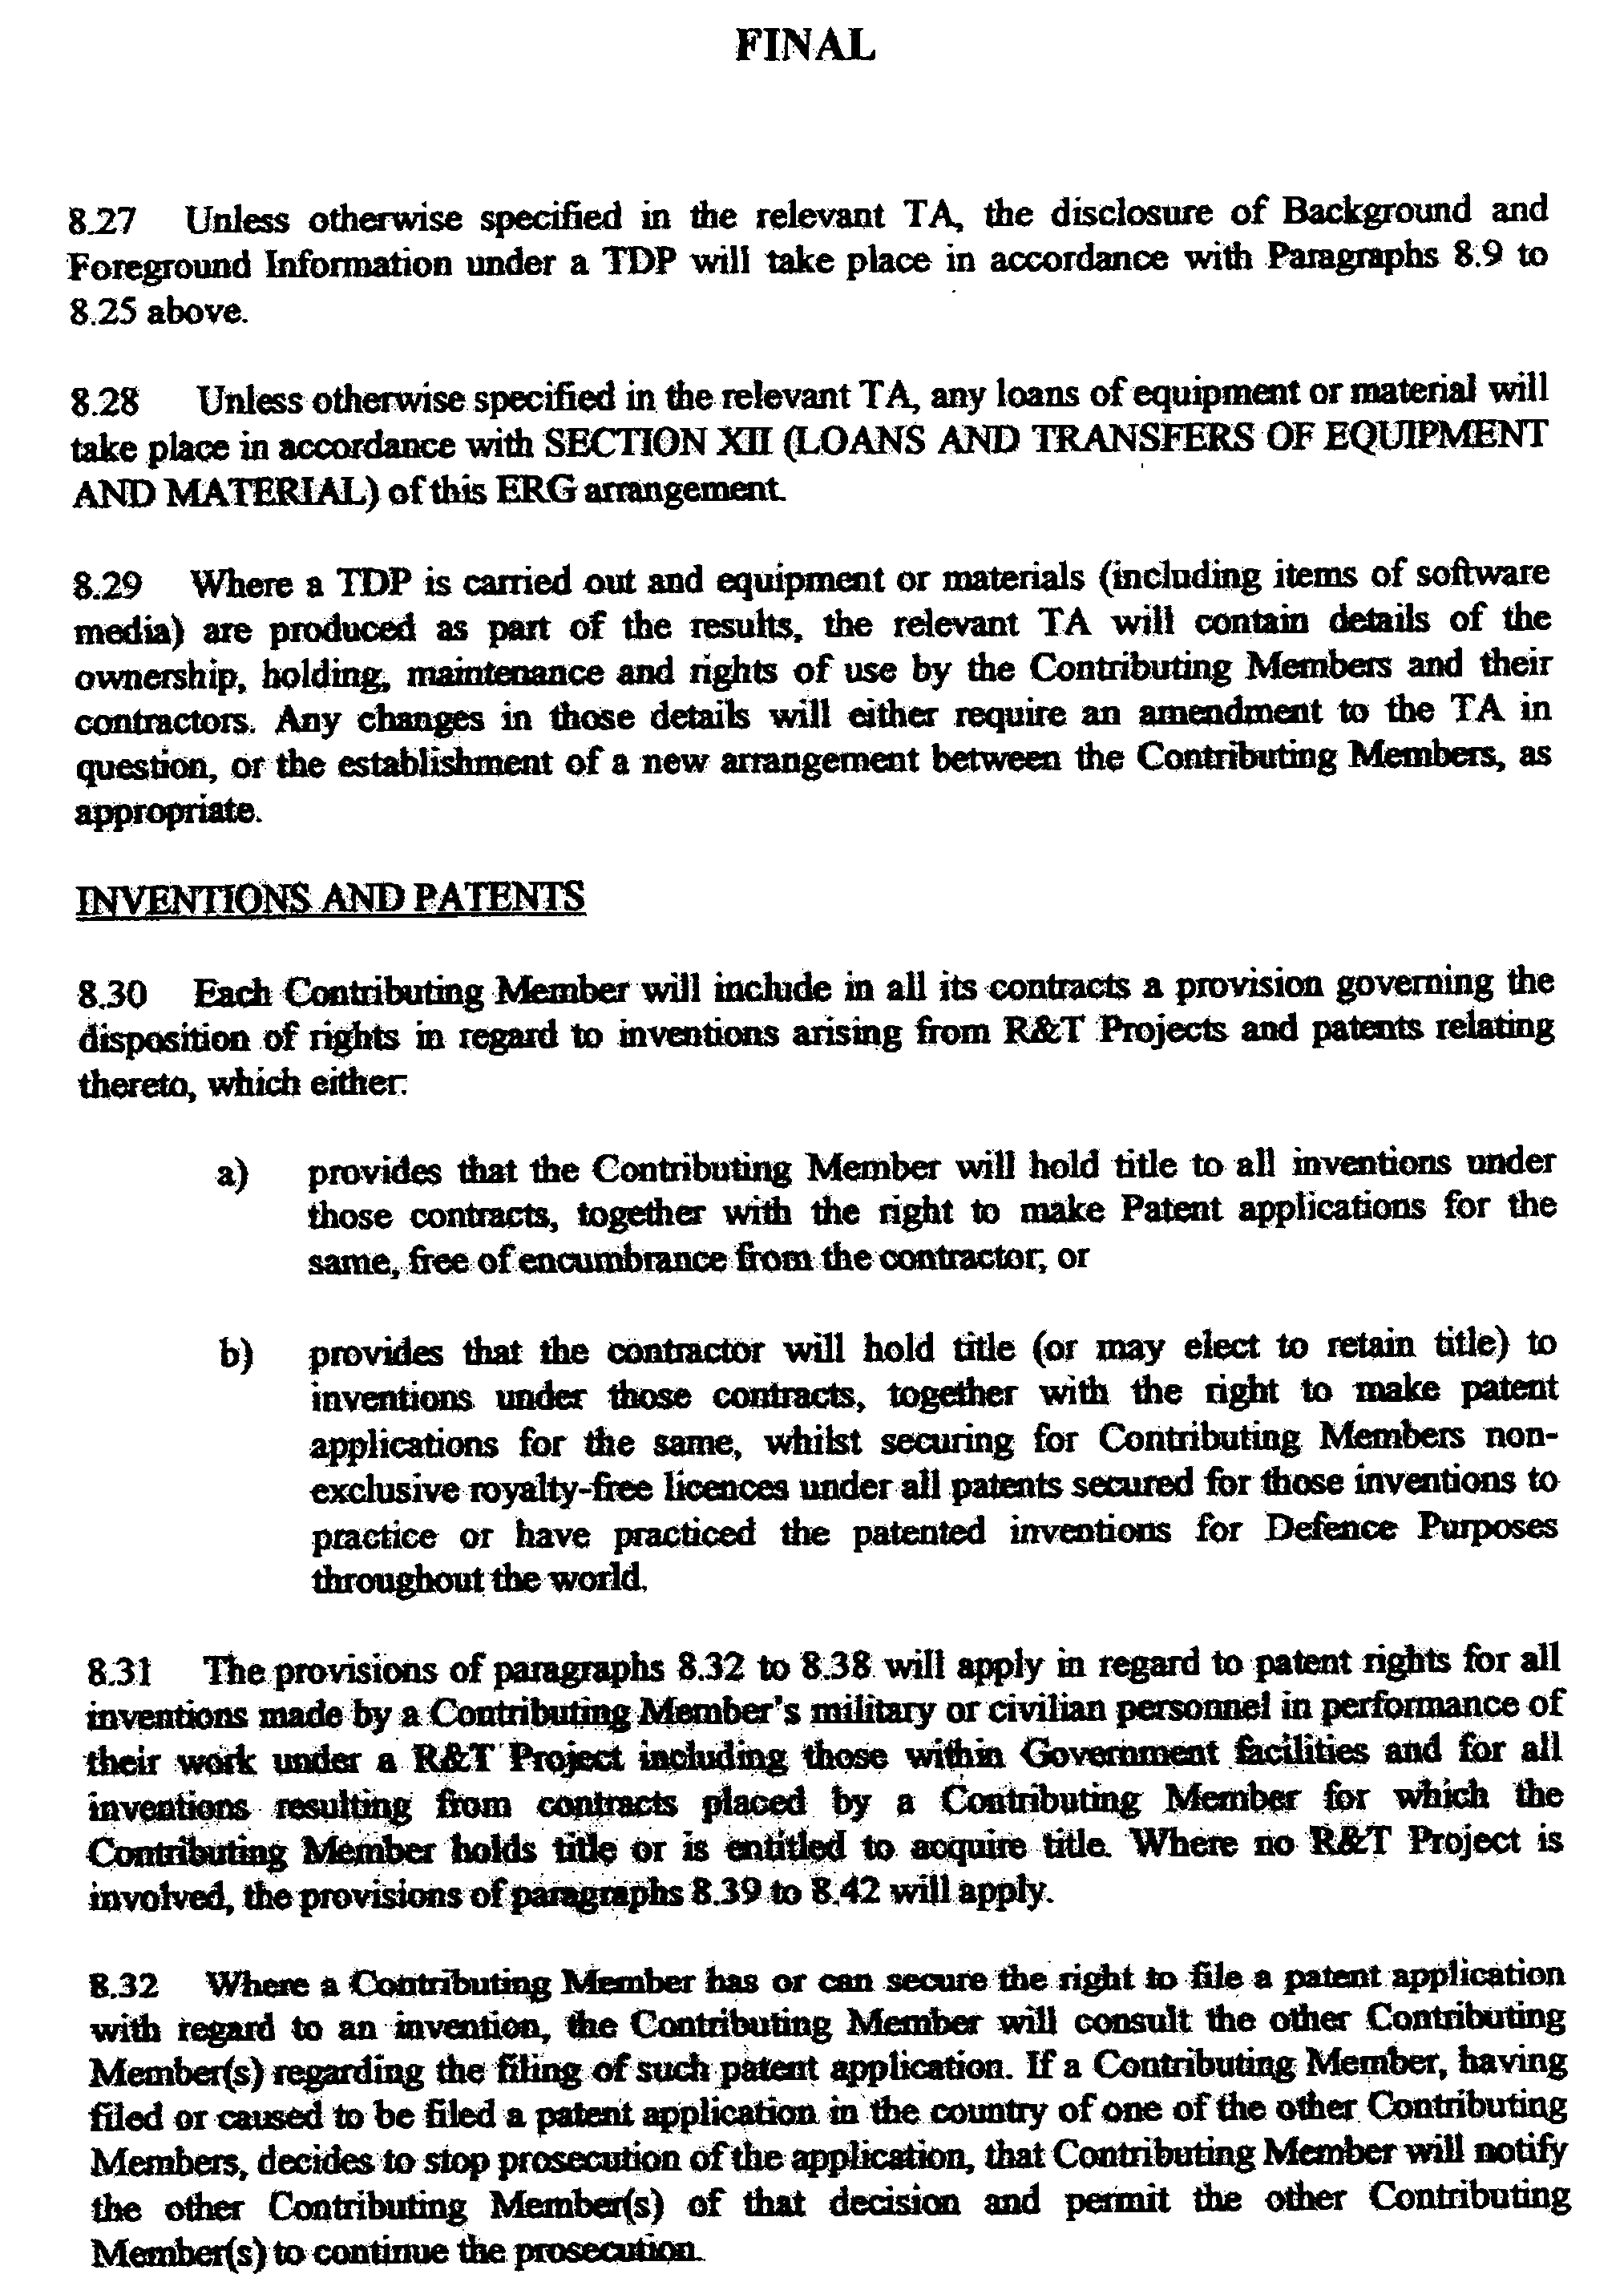 FINAL
8.27 Unless otherwise specified in the relevant TA, the disclosure of Background and
Foreground Information under a TDP will take place in accordance with Paragraphs 8.9 to
8.25 above.
8.28 Unless otherwise specified in the relevant TA, any loans of equipment or material will
take place in accordance with SECTION XII (LOANS AND TRANSFERS OF EQUIPMENT
AND MATERIAL) of this ERG arrangement.
8.29 Where a TDP is carried out and equipment or materials (including items of software
media) are produced as part of the results, the relevant TA will contain details of the
ownership, holding, maintenance and rights of use by the Contributing Members and their
contractors. Any changes in those details will either require an amendment to the TA in
question, or the establishment of a new arrangement between the Contributing Members, as
appropriate.
INVENTIONS AND PATENTS
8.30 Each Contributing Member will include in all its contracts a provision governing the
disposition of rights in regard to inventions arising from R&T Projects and patents relating
thereto, which either:
a) provides that the Contributing Member will hold title to all inventions under
those contracts, together with the right to make Patent applications for the
same, free of encumbrance from the contractor; or
b) provides that the contractor will hold title (or may elect to retain title) to
inventions under those contracts, together with the right to make patent
applications for the same, whilst securing for Contributing Members non-
exclusive royalty-free licences under all patents secured for those inventions to
practice or have practiced the patented inventions for Defence Purposes
throughout the world.
8.31 The provisions of paragraphs 8.32 to 8.38 will apply in regard to patent rights for all
inventions made by a Contributing Member's military or civilian personnel in performance of
their work under a R&T Project including those within Government facilities and for all
inventions resulting from contracts placed by a Contributing Member for which the
Contributing Member holds title or is entitled to acquire title. Where no R&T Project is
involved, the provisions of paragraphs 8.39 to 8.42 will apply.
8.32 Where a Contributing Member has or can secure the right to file a patent application
with regard to an invention, the Contributing Member will consult the other Contributing
Member(s) regarding the filing of such patent application. If a Contributing Member, having
filed or caused to be filed a patent application in the country of one of the other Contributing
Members, decides to stop prosecution of the application, that Contributing Member will notify
the other Contributing Member(s) of that decision and permit the other Contributing
Member(s) to continue the prosecution.